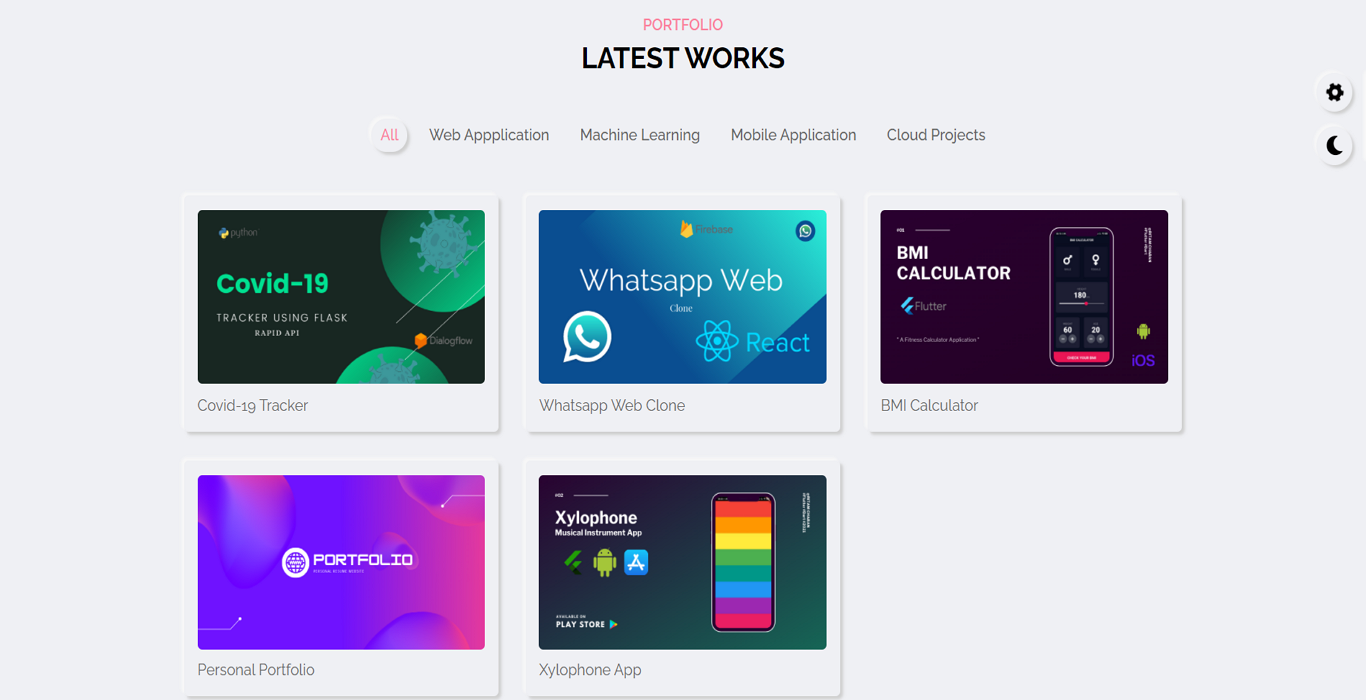 PORTFOLIO
LATEST WORKS
All
Web Appplication
Machine Learning
Mobile Application
Cloud Projects
python
Covid-19
TRACKER USING FLASK
RAPID API
Dialogflow
Covid-19 Tracker
Firebase
Whatsapp Web
Clone
React
Whatsapp Web Clone
#01
BMI
CALCULATOR
Flutter
" A Fitness Calculator Application "
BMI CALCULATOR
180
60
20
CHECK YOUR BMI
iOS
BMI Calculator
PORTFOLIO
PERSONAL RESUME WEBSITE
Personal Portfolio
#02
Xylophone
Musical Instrument App
AVAILABLE ON
PLAY STORE
Xylophone App